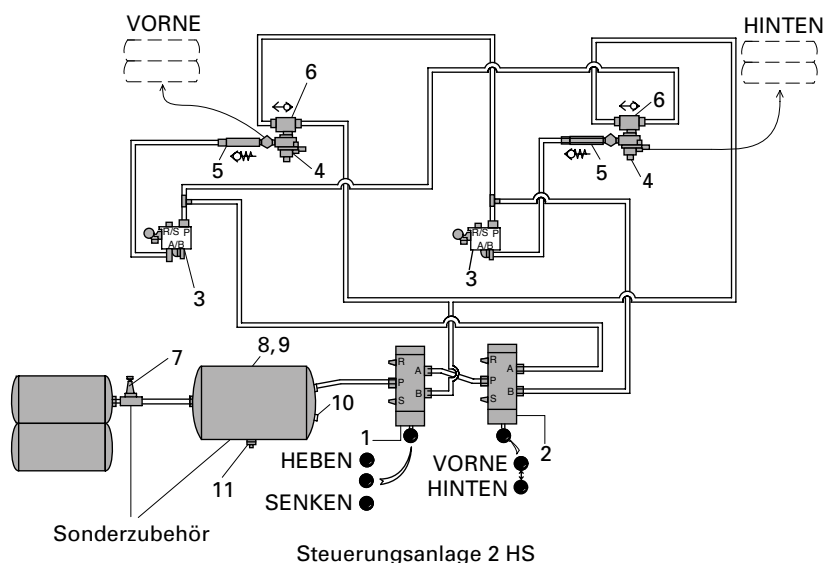 VORNE
HINTEN
6
6
5
4
5
4
R/S P
A/B
3
R/S P
A/B
3
7
8,9
10
11
R
P
S
A
B
1
R
P
S
A
B
2
HEBEN
SENKEN
VORNE
HINTEN
Sonderzubehör
Steuerungsanlage 2 HS